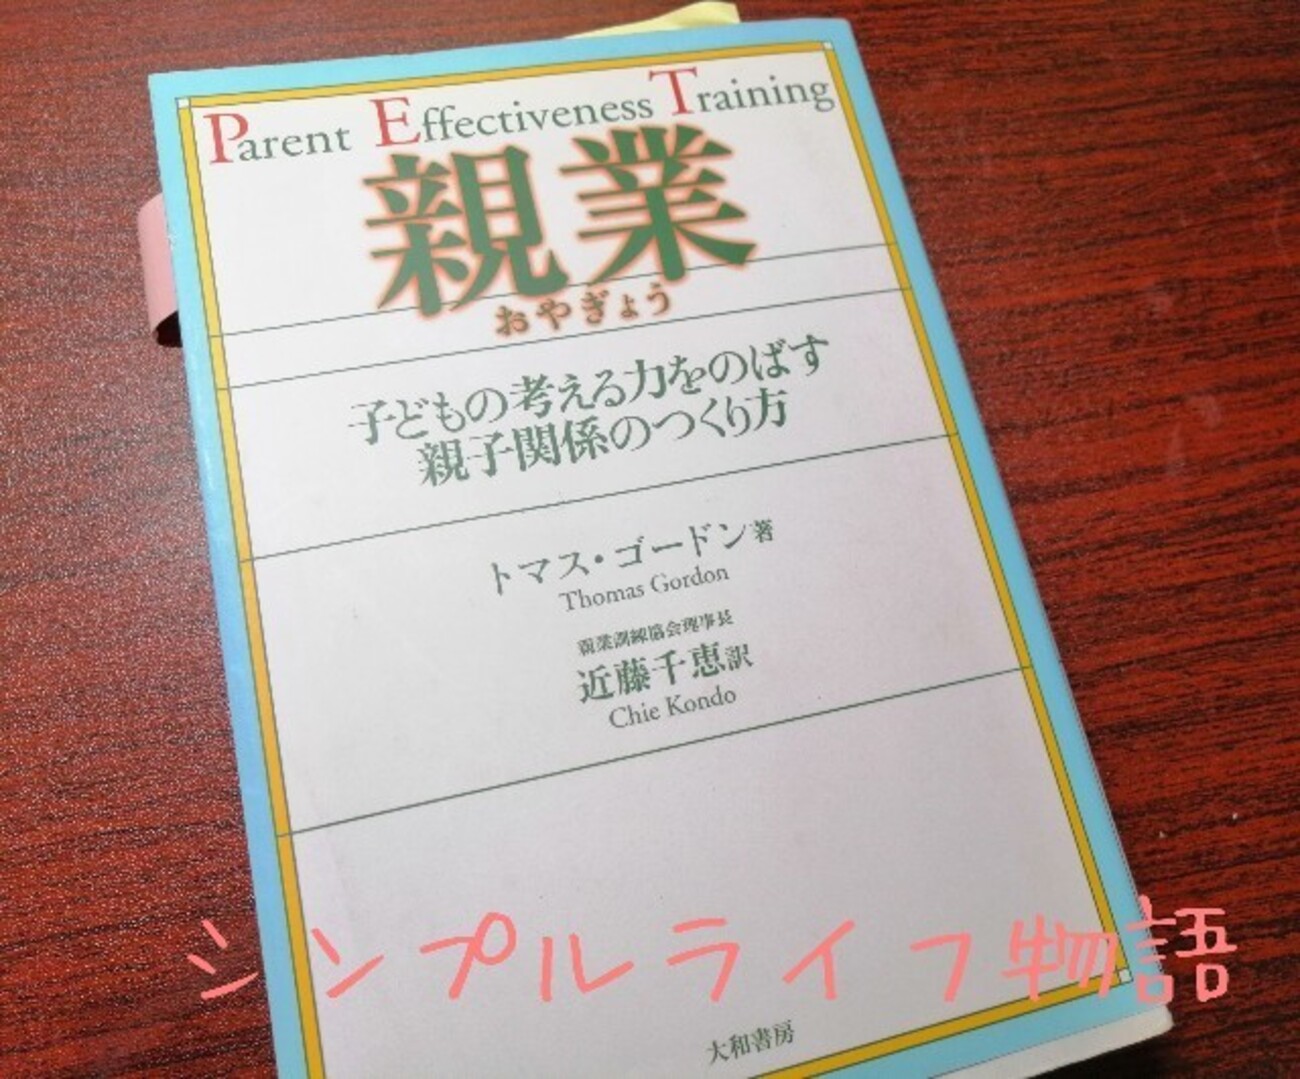 Parent Effectiveness Training
親業
おやぎょう
子どもの考える力をのばす
親子関係のつくり方
トマス・ゴードン著
Thomas Gordon
親業訓練協会理事長
近藤千恵訳
Chie Kondo
シンプルライフ物語
大和書房